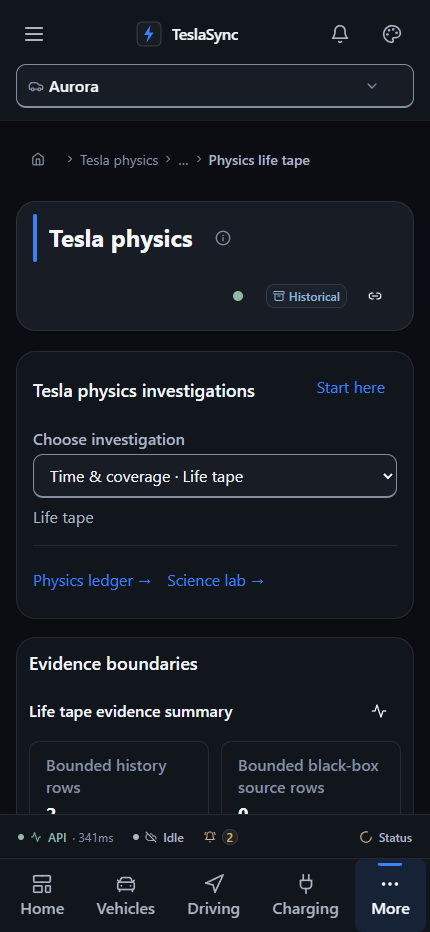 TeslaSync
Aurora
Tesla physics
...
Physics life tape
Tesla physics
Historical
Tesla physics investigations
Start here
Choose investigation
Time & coverage · Life tape
Life tape
Physics ledger →
Science lab →
Evidence boundaries
Life tape evidence summary
Bounded history
rows
Bounded black-box
source rows
API · 341ms
Idle
2
Status
Home
Vehicles
Driving
Charging
More